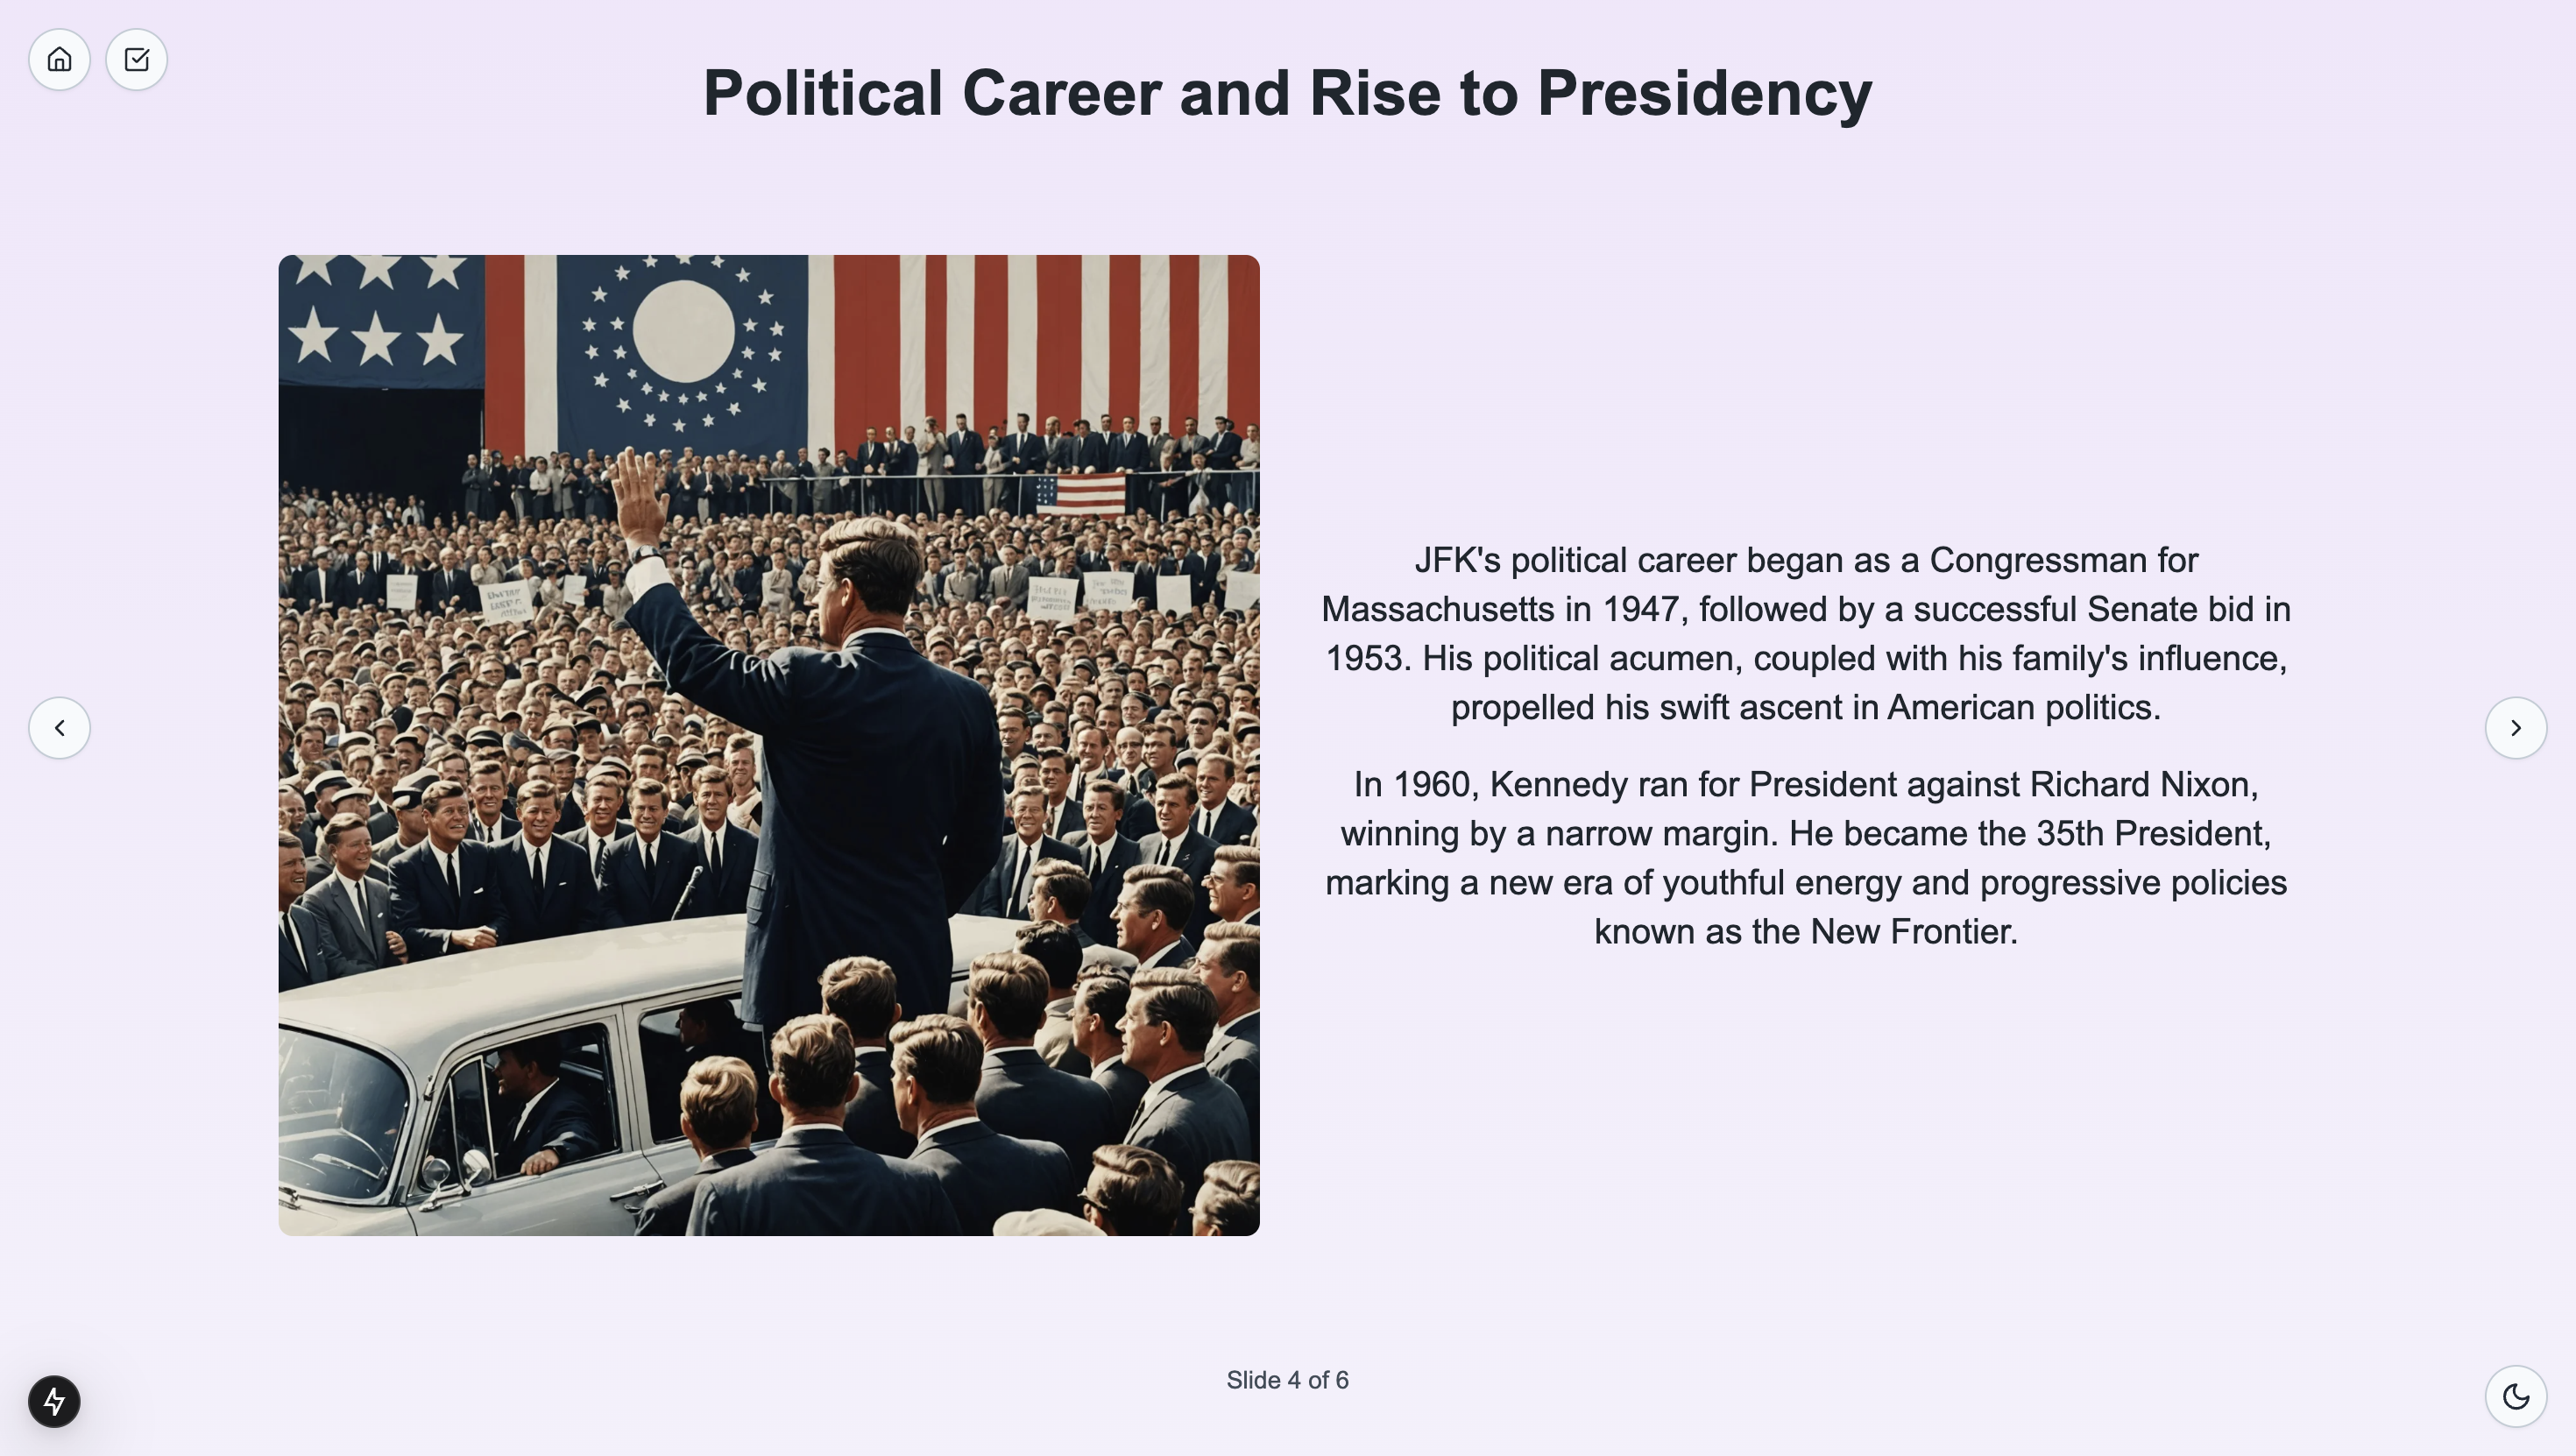 Political Career and Rise to Presidency
JFK's political career began as a Congressman for
Massachusetts in 1947, followed by a successful Senate bid in
1953. His political acumen, coupled with his family's influence,
propelled his swift ascent in American politics.
In 1960, Kennedy ran for President against Richard Nixon,
winning by a narrow margin. He became the 35th President,
marking a new era of youthful energy and progressive policies
known as the New Frontier.
Slide 4 of 6